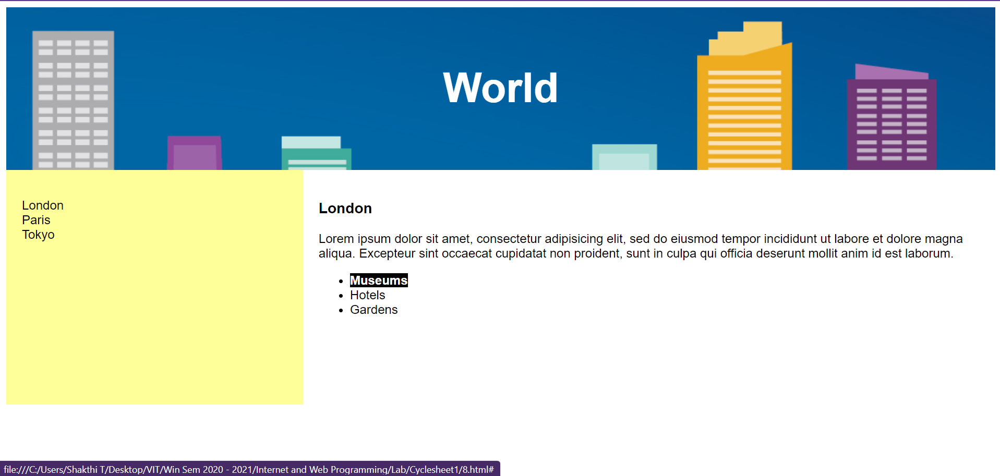 World
London
Paris
Tokyo
London
Lorem ipsum dolor sit amet, consectetur adipisicing elit, sed do eiusmod tempor incididunt ut labore et dolore magna
aliqua. Excepteur sint occaecat cupidatat non proident, sunt in culpa qui officia deserunt mollit anim id est laborum.
Museums
Hotels
Gardens
file:///C:/Users/Shakthi T/Desktop/VIT/Win Sem 2020 - 2021/Internet and Web Programming/Lab/Cyclesheet1/8.html#